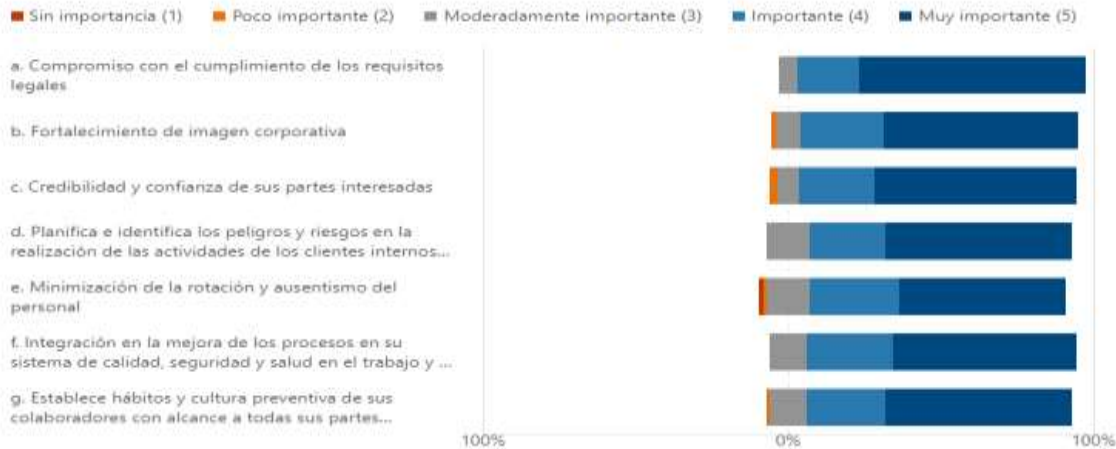 Sin importancia (1) Poco importante (2) Moderadamente importante (3) Importante (4) Muy importante (5)
a. Compromiso con el cumplimiento de los requisitos
legales
b. Fortalecimiento de imagen corporativa
c. Credibilidad y confianza de sus partes interesadas
d. Planifica e identifica los peligros y riesgos en la
realización de las actividades de los clientes internos...
e. Minimización de la rotación y ausentismo del
personal
f. Integración en la mejora de los procesos en su
sistema de calidad, seguridad y salud en el trabajo y ...
g. Establece hábitos y cultura preventiva de sus
colaboradores con alcance a todas sus partes...
100% 0% 100%